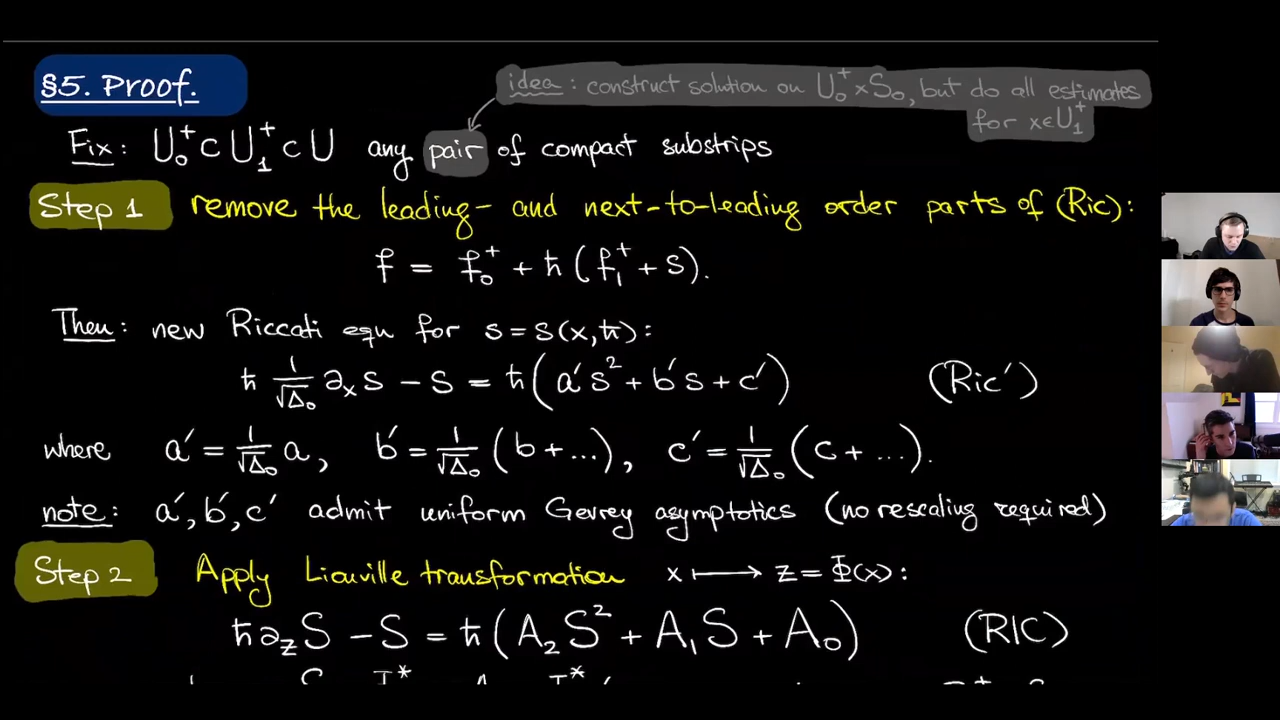 §5. Proof.
idea: construct solution on U₀⁺ × S₀, but do all estimates
for x∈U₁⁺
Fix: U₀⁺ ⊂ U₁⁺ ⊂ U any pair of compact substrips
Step 1 remove the leading- and next-to-leading order parts of (Ric):
f = f₀⁺ + ħ(f₁⁺ + s).
Then: new Riccati equ for s = s(x,ħ):
ħ 1/√Δ₀ ∂ₓs − s = ħ(a′s² + b′s + c′) (Ric′)
where a′ = 1/√Δ₀ a, b′ = 1/√Δ₀ (b + ...), c′ = 1/√Δ₀ (c + ...).
note: a′, b′, c′ admit uniform Gevrey asymptotics (no rescaling required)
Step 2 Apply Liouville transformation x ⟼ z = Φ(x):
ħ∂_zS − S = ħ(A₂S² + A₁S + A₀) (RIC)